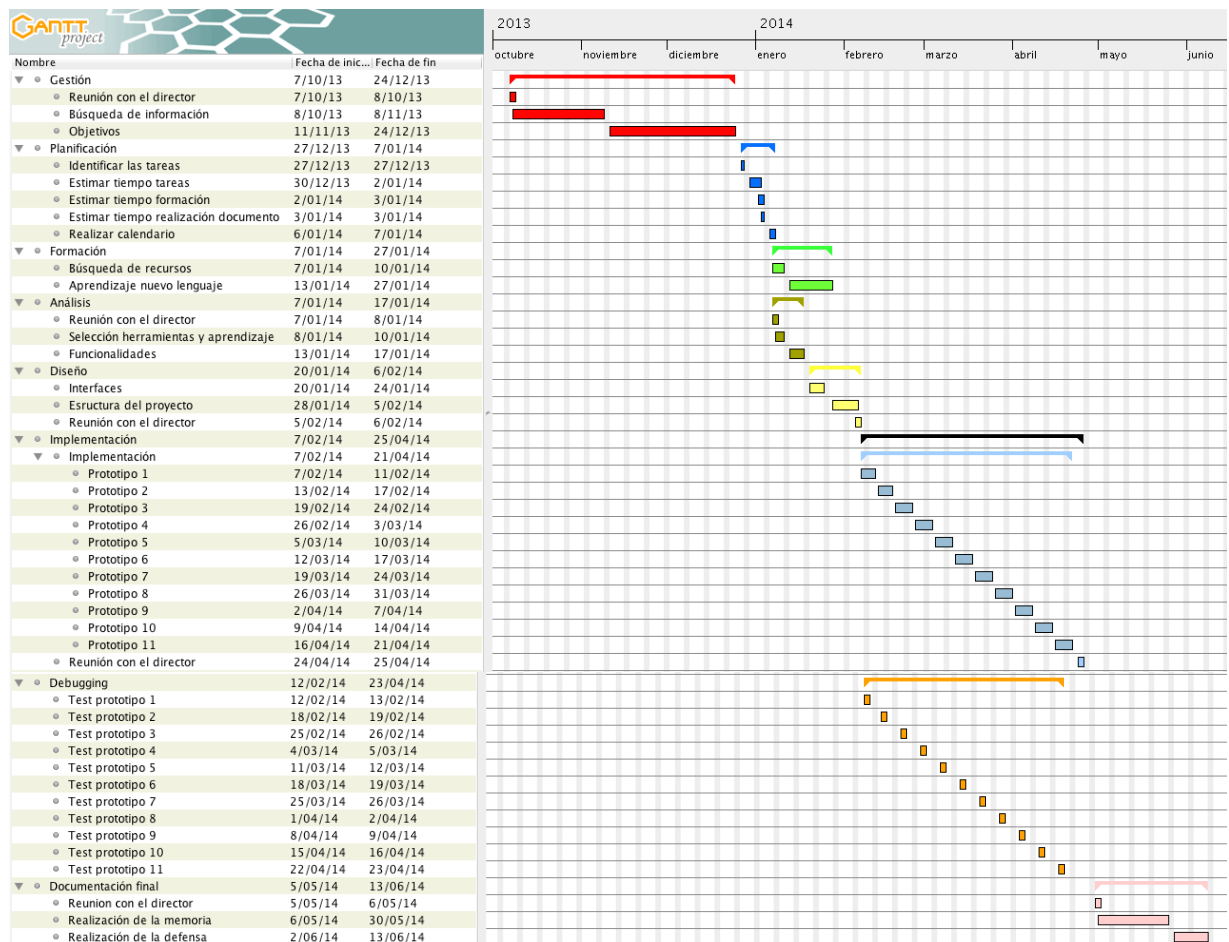 GANTT
project
2013 2014
octubre noviembre diciembre enero febrero marzo abril mayo junio
Nombre Fecha de inic... Fecha de fin
Gestión 7/10/13 24/12/13
Reunión con el director 7/10/13 8/10/13
Búsqueda de información 8/10/13 8/11/13
Objetivos 11/11/13 24/12/13
Planificación 27/12/13 7/01/14
Identificar las tareas 27/12/13 27/12/13
Estimar tiempo tareas 30/12/13 2/01/14
Estimar tiempo formación 2/01/14 3/01/14
Estimar tiempo realización documento 3/01/14 3/01/14
Realizar calendario 6/01/14 7/01/14
Formación 7/01/14 27/01/14
Búsqueda de recursos 7/01/14 10/01/14
Aprendizaje nuevo lenguaje 13/01/14 27/01/14
Análisis 7/01/14 17/01/14
Reunión con el director 7/01/14 8/01/14
Selección herramientas y aprendizaje 8/01/14 10/01/14
Funcionalidades 13/01/14 17/01/14
Diseño 20/01/14 6/02/14
Interfaces 20/01/14 24/01/14
Esructura del proyecto 28/01/14 5/02/14
Reunión con el director 5/02/14 6/02/14
Implementación 7/02/14 25/04/14
Implementación 7/02/14 21/04/14
Prototipo 1 7/02/14 11/02/14
Prototipo 2 13/02/14 17/02/14
Prototipo 3 19/02/14 24/02/14
Prototipo 4 26/02/14 3/03/14
Prototipo 5 5/03/14 10/03/14
Prototipo 6 12/03/14 17/03/14
Prototipo 7 19/03/14 24/03/14
Prototipo 8 26/03/14 31/03/14
Prototipo 9 2/04/14 7/04/14
Prototipo 10 9/04/14 14/04/14
Prototipo 11 16/04/14 21/04/14
Reunión con el director 24/04/14 25/04/14
Debugging 12/02/14 23/04/14
Test prototipo 1 12/02/14 13/02/14
Test prototipo 2 18/02/14 19/02/14
Test prototipo 3 25/02/14 26/02/14
Test prototipo 4 4/03/14 5/03/14
Test prototipo 5 11/03/14 12/03/14
Test prototipo 6 18/03/14 19/03/14
Test prototipo 7 25/03/14 26/03/14
Test prototipo 8 1/04/14 2/04/14
Test prototipo 9 8/04/14 9/04/14
Test prototipo 10 15/04/14 16/04/14
Test prototipo 11 22/04/14 23/04/14
Documentación final 5/05/14 13/06/14
Reunion con el director 5/05/14 6/05/14
Realización de la memoria 6/05/14 30/05/14
Realización de la defensa 2/06/14 13/06/14